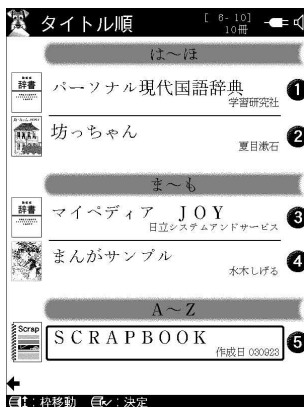 タイトル順
[ 6- 10]
10冊
は～ほ
辞書
パーソナル現代国語辞典
学習研究社
1
坊っちゃん
夏目漱石
2
ま～も
辞書
マイペディア JOY
日立システムアンドサービス
3
まんがサンプル
水木しげる
4
A～Z
Scrap
SCRAPBOOK
作成日 030923
5
:枠移動 :決定